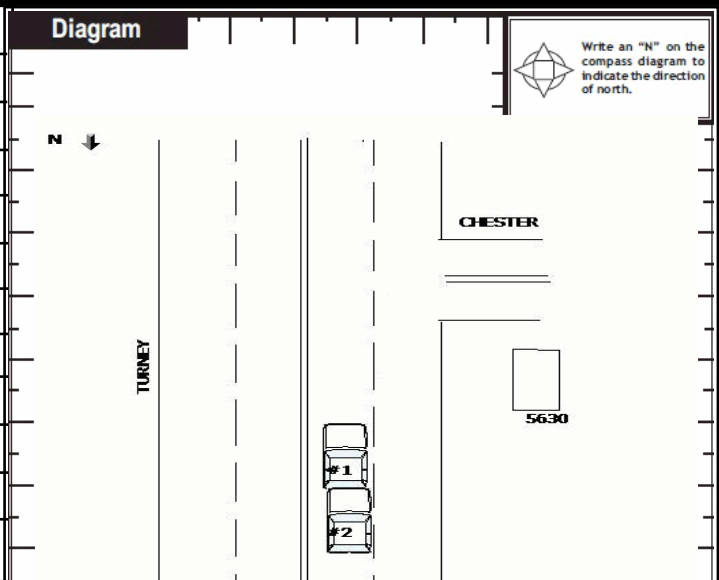 Diagram
Write an “N” on the
compass diagram to
indicate the direction
of north.
N
CHESTER
TURNEY
5630
#1
#2